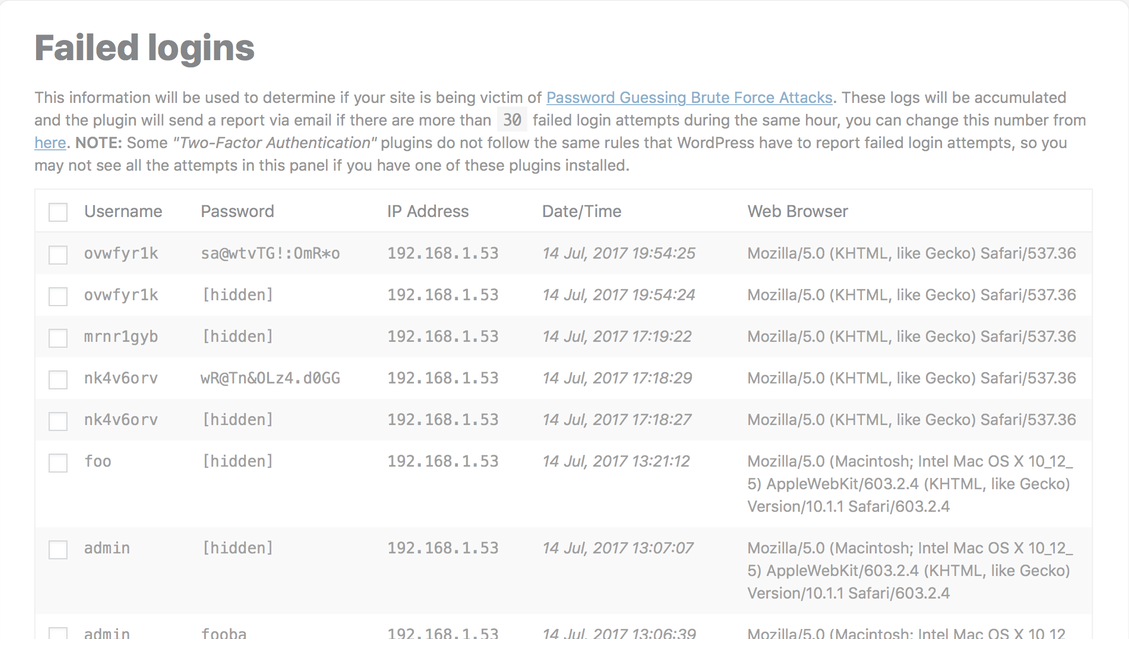 Failed logins
This information will be used to determine if your site is being victim of Password Guessing Brute Force Attacks. These logs will be accumulated
and the plugin will send a report via email if there are more than 30 failed login attempts during the same hour, you can change this number from
here. NOTE: Some "Two-Factor Authentication" plugins do not follow the same rules that WordPress have to report failed login attempts, so you
may not see all the attempts in this panel if you have one of these plugins installed.
Username Password IP Address Date/Time Web Browser
ovwfyr1k sa@wtvTG!:OmR*o 192.168.1.53 14 Jul, 2017 19:54:25 Mozilla/5.0 (KHTML, like Gecko) Safari/537.36
ovwfyr1k [hidden] 192.168.1.53 14 Jul, 2017 19:54:24 Mozilla/5.0 (KHTML, like Gecko) Safari/537.36
mrnr1gyb [hidden] 192.168.1.53 14 Jul, 2017 17:19:22 Mozilla/5.0 (KHTML, like Gecko) Safari/537.36
nk4v6orv wR@Tn&OLz4.d0GG 192.168.1.53 14 Jul, 2017 17:18:29 Mozilla/5.0 (KHTML, like Gecko) Safari/537.36
nk4v6orv [hidden] 192.168.1.53 14 Jul, 2017 17:18:27 Mozilla/5.0 (KHTML, like Gecko) Safari/537.36
foo [hidden] 192.168.1.53 14 Jul, 2017 13:21:12 Mozilla/5.0 (Macintosh; Intel Mac OS X 10_12_
5) AppleWebKit/603.2.4 (KHTML, like Gecko)
Version/10.1.1 Safari/603.2.4
admin [hidden] 192.168.1.53 14 Jul, 2017 13:07:07 Mozilla/5.0 (Macintosh; Intel Mac OS X 10_12_
5) AppleWebKit/603.2.4 (KHTML, like Gecko)
Version/10.1.1 Safari/603.2.4
admin fooba 192.168.1.53 14 Jul, 2017 13:06:39 Mozilla/5.0 (Macintosh; Intel Mac OS X 10 12